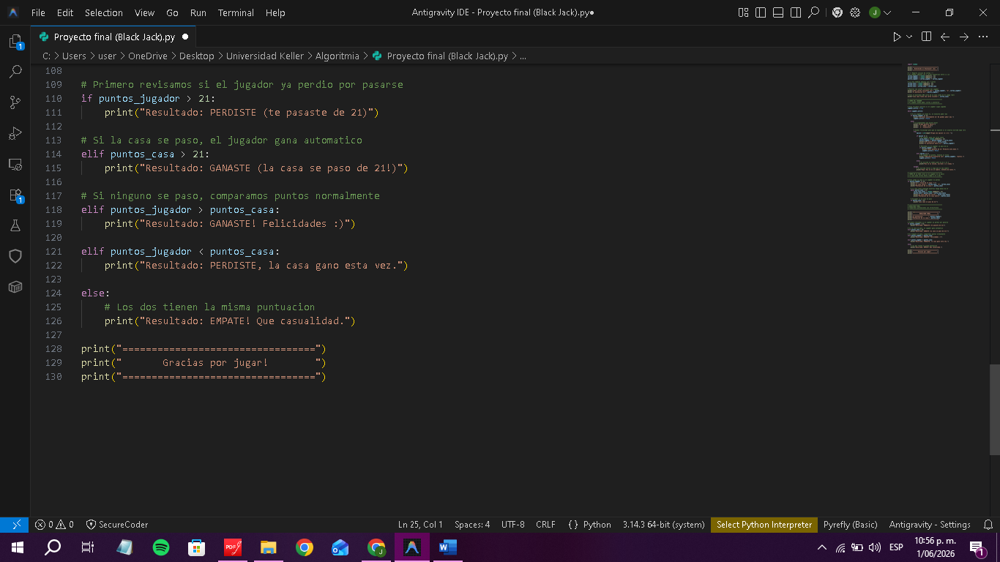 File Edit Selection View Go Run Terminal Help Antigravity IDE - Proyecto final (Black Jack).py●
J
Proyecto final (Black Jack).py ●
C: > Users > user > OneDrive > Desktop > Universidad Keller > Algoritmia > Proyecto final (Black Jack).py > ...
108
109 # Primero revisamos si el jugador ya perdio por pasarse
110 if puntos_jugador > 21:
111     print("Resultado: PERDISTE (te pasaste de 21)")
112
113 # Si la casa se paso, el jugador gana automatico
114 elif puntos_casa > 21:
115     print("Resultado: GANASTE (la casa se paso de 21!)")
116
117 # Si ninguno se paso, comparamos puntos normalmente
118 elif puntos_jugador > puntos_casa:
119     print("Resultado: GANASTE! Felicidades :)")
120
121 elif puntos_jugador < puntos_casa:
122     print("Resultado: PERDISTE, la casa gano esta vez.")
123
124 else:
125     # Los dos tienen la misma puntuacion
126     print("Resultado: EMPATE! Que casualidad.")
127
128 print("=================================")
129 print("       Gracias por jugar!        ")
130 print("=================================")
1
1
0 0 SecureCoder Ln 25, Col 1 Spaces: 4 UTF-8 CRLF {} Python 3.14.3 64-bit (system) Select Python Interpreter Pyrefly (Basic) Antigravity - Settings
PDF J W ESP 10:56 p. m.
1/06/2026
1